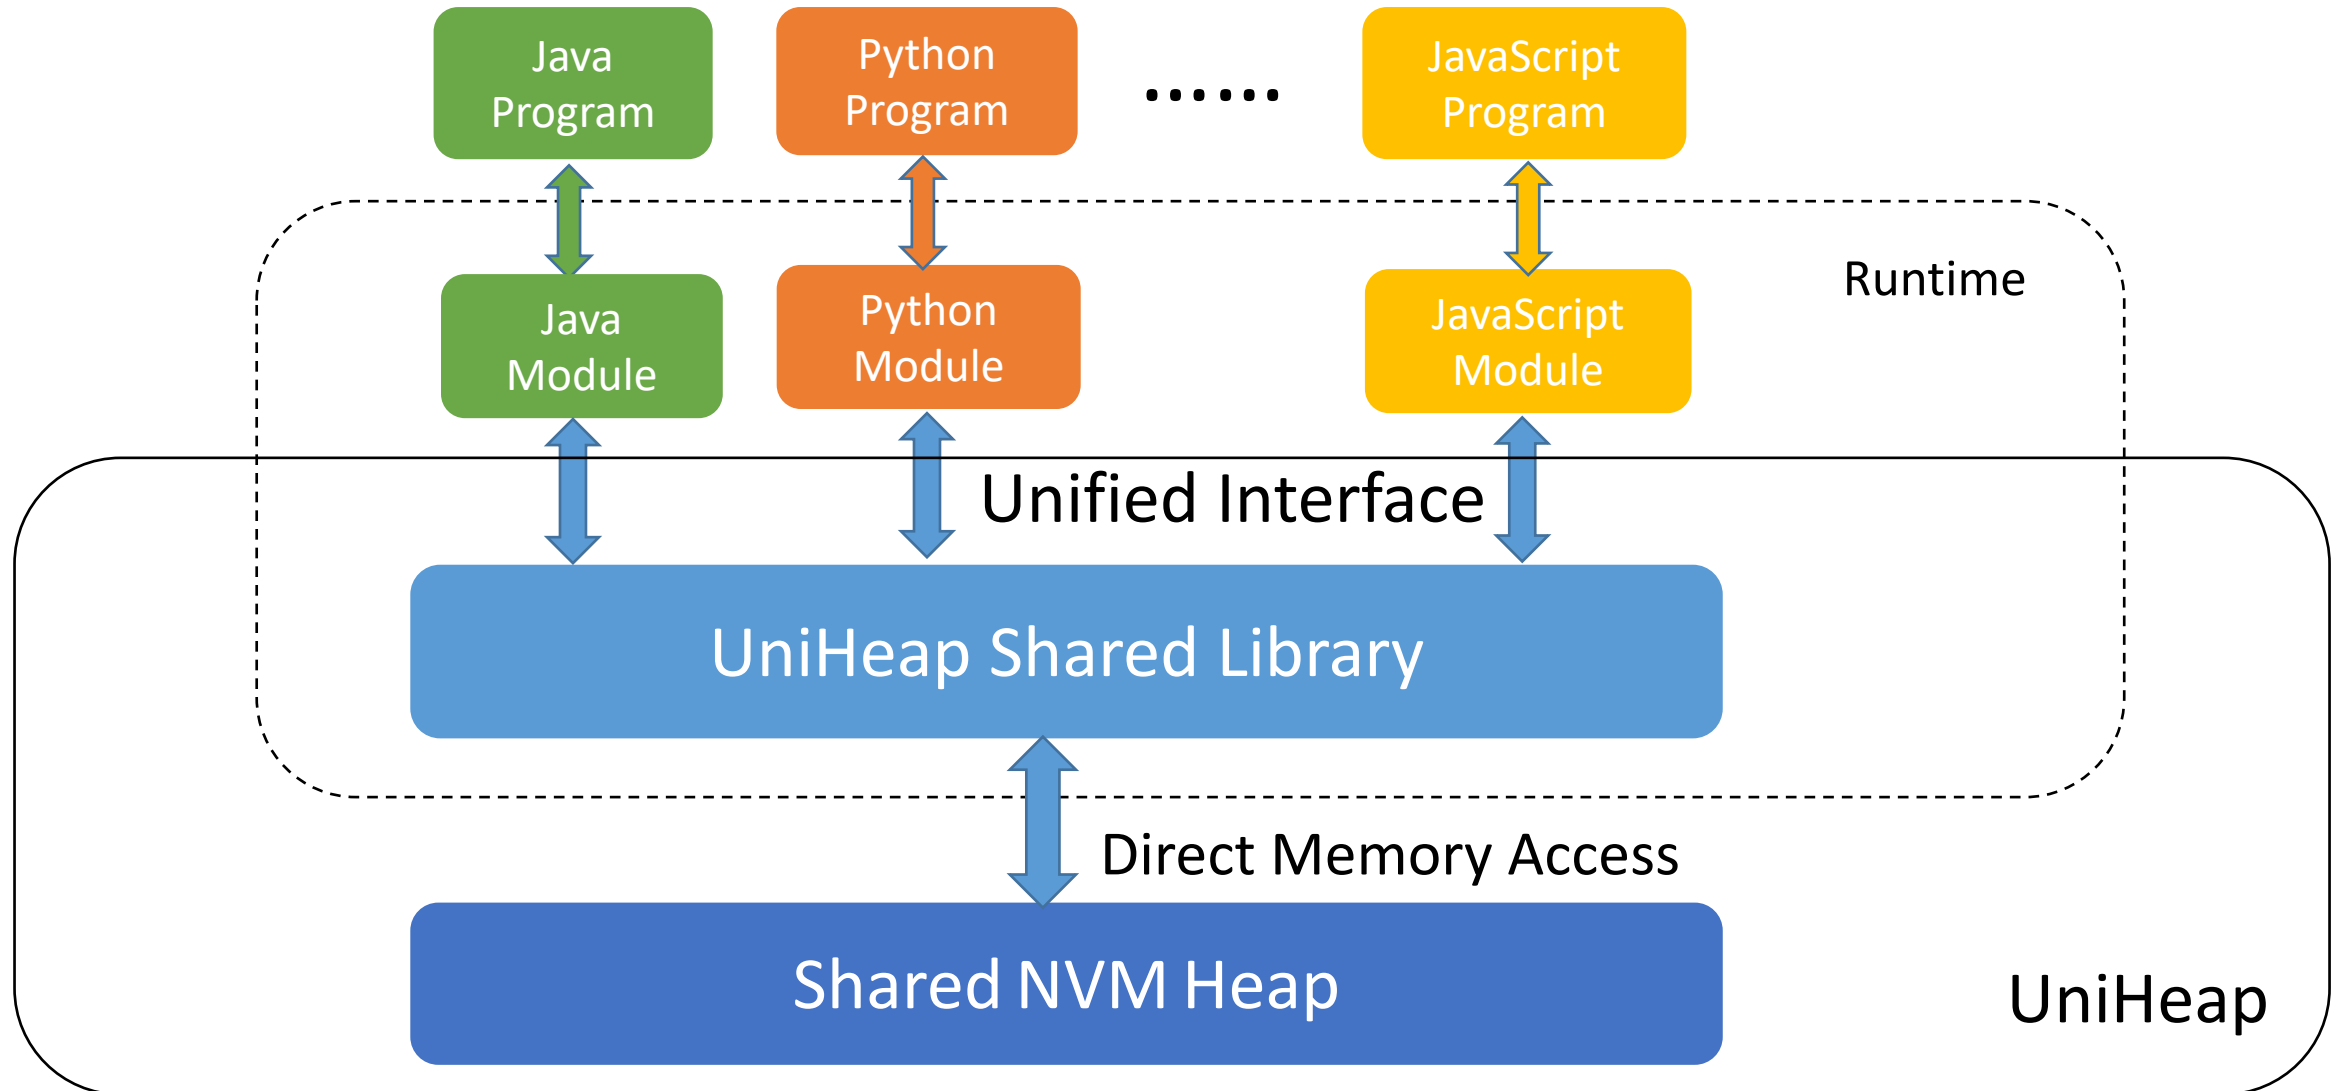 Java
Program
Python
Program
......
JavaScript
Program
Runtime
Java
Module
Python
Module
JavaScript
Module
Unified Interface
UniHeap Shared Library
Direct Memory Access
Shared NVM Heap
UniHeap